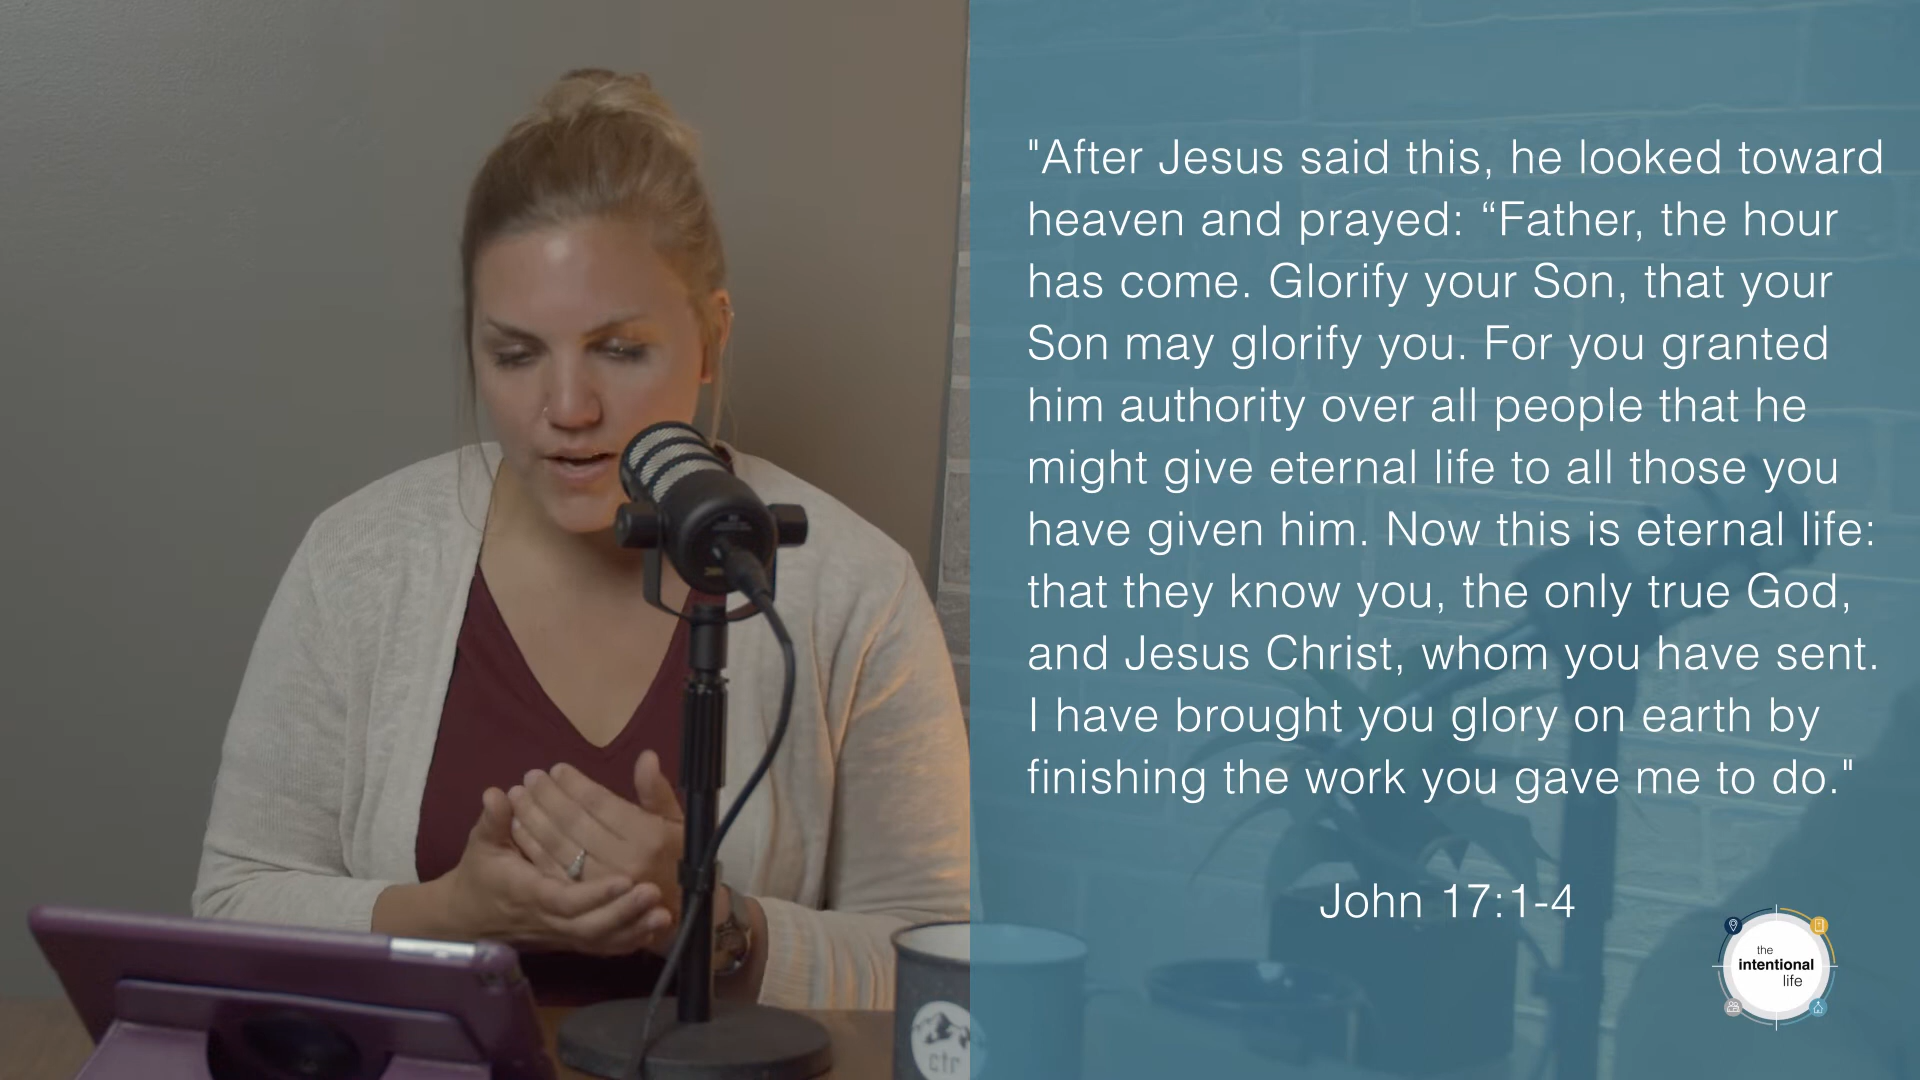 "After Jesus said this, he looked toward
heaven and prayed: “Father, the hour
has come. Glorify your Son, that your
Son may glorify you. For you granted
him authority over all people that he
might give eternal life to all those you
have given him. Now this is eternal life:
that they know you, the only true God,
and Jesus Christ, whom you have sent.
I have brought you glory on earth by
finishing the work you gave me to do."
John 17:1-4
the
intentional
life
ctr